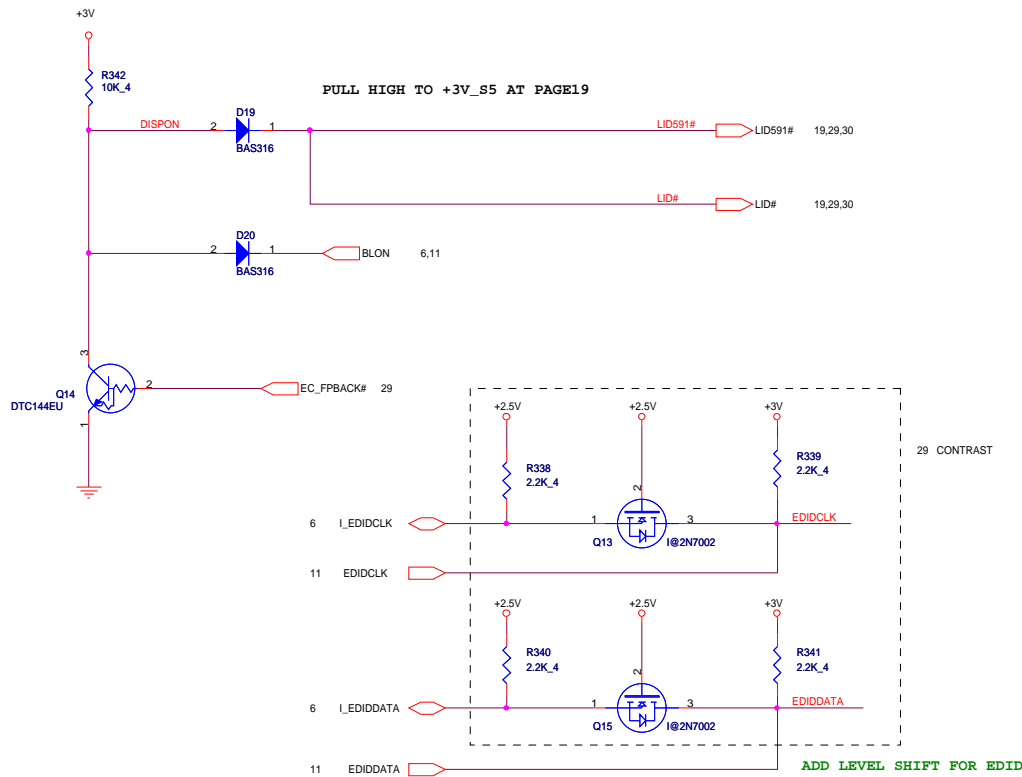 +3V
R342
10K_4
PULL HIGH TO +3V_S5 AT PAGE19
DISPON
2
D19
1
BAS316
LID591#
LID591#
19,29,30
LID#
LID#
19,29,30
2
D20
1
BAS316
BLON
6,11
3
Q14
DTC144EU
2
1
EC_FPBACK#
29
+2.5V
+2.5V
+3V
R338
2.2K_4
R339
2.2K_4
29 CONTRAST
2
6
I_EDIDCLK
1
3
EDIDCLK
Q13
I@2N7002
11
EDIDCLK
+2.5V
+2.5V
+3V
R340
2.2K_4
R341
2.2K_4
2
6
I_EDIDDATA
1
3
EDIDDATA
Q15
I@2N7002
11
EDIDDATA
ADD LEVEL SHIFT FOR EDID